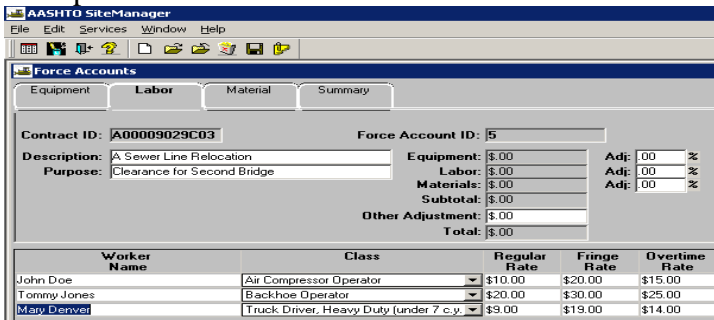 AASHTO SiteManager
File Edit Services Window Help
Force Accounts
Equipment Labor Material Summary
Contract ID: A00009029C03 Force Account ID: 5
Description: A Sewer Line Relocation Equipment: $.00 Adj: .00 %
Purpose: Clearance for Second Bridge Labor: $.00 Adj: .00 %
Materials: $.00 Adj: .00 %
Subtotal: $.00
Other Adjustment: $.00
Total: $.00
Worker Name Class Regular Rate Fringe Rate Overtime Rate
John Doe Air Compressor Operator $10.00 $20.00 $15.00
Tommy Jones Backhoe Operator $20.00 $30.00 $25.00
Mary Denver Truck Driver, Heavy Duty (under 7 c.y. $9.00 $19.00 $14.00